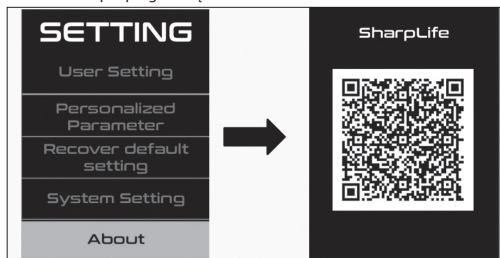 SETTING
User Setting
Personalized
Parameter
Recover default
setting
System Setting
About
SharpLife